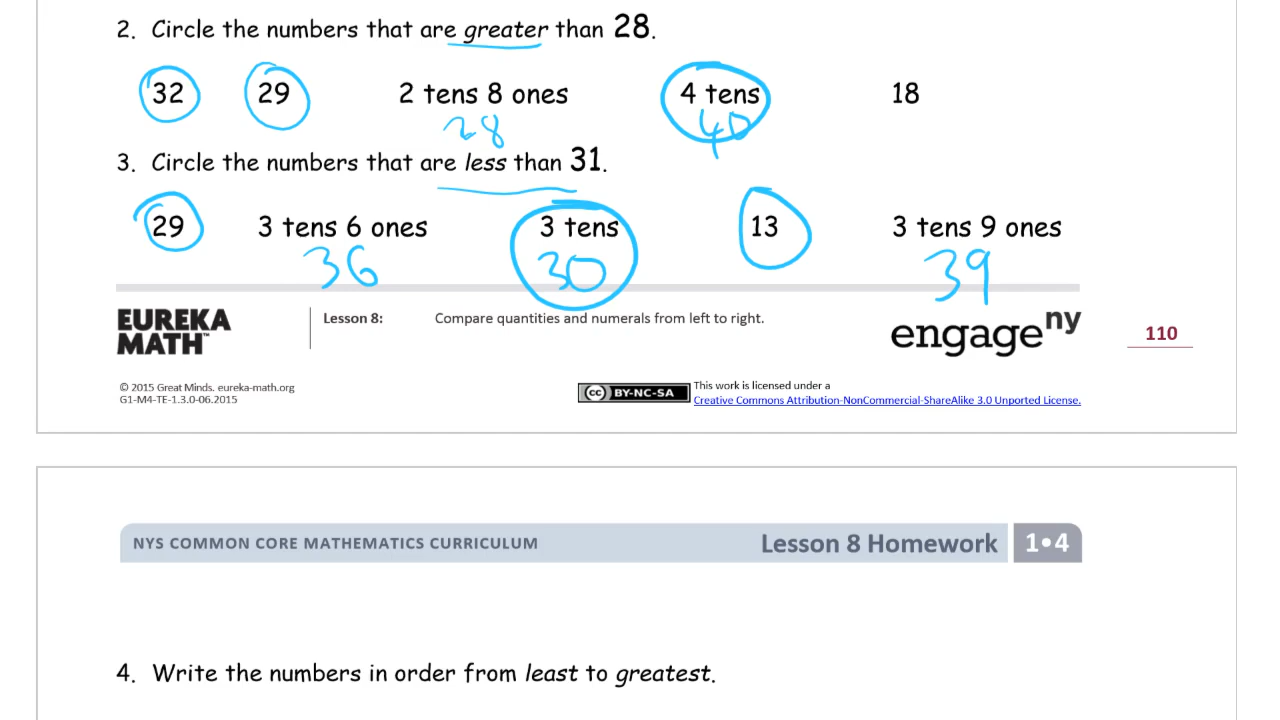 2. Circle the numbers that are greater than 28.
32 29 2 tens 8 ones 4 tens 18
28 40
3. Circle the numbers that are less than 31.
29 3 tens 6 ones 3 tens 13 3 tens 9 ones
36 30 39
EUREKA MATH™
Lesson 8: Compare quantities and numerals from left to right.
engage ny
110
© 2015 Great Minds. eureka-math.org
G1-M4-TE-1.3.0-06.2015
cc BY-NC-SA
This work is licensed under a
Creative Commons Attribution-NonCommercial-ShareAlike 3.0 Unported License.
NYS COMMON CORE MATHEMATICS CURRICULUM
Lesson 8 Homework 1•4
4. Write the numbers in order from least to greatest.